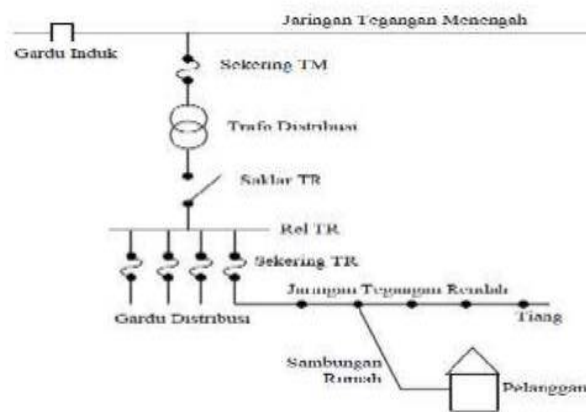 Jaringan Tegangan Menengah
Gardu Induk
Sekering TM
Trafo Distribusi
Saklar TR
Rel TR
Sekering TR
Jaringan Tegangan Rendah
Gardu Distribusi
Tiang
Sambungan
Rumah
Pelanggan